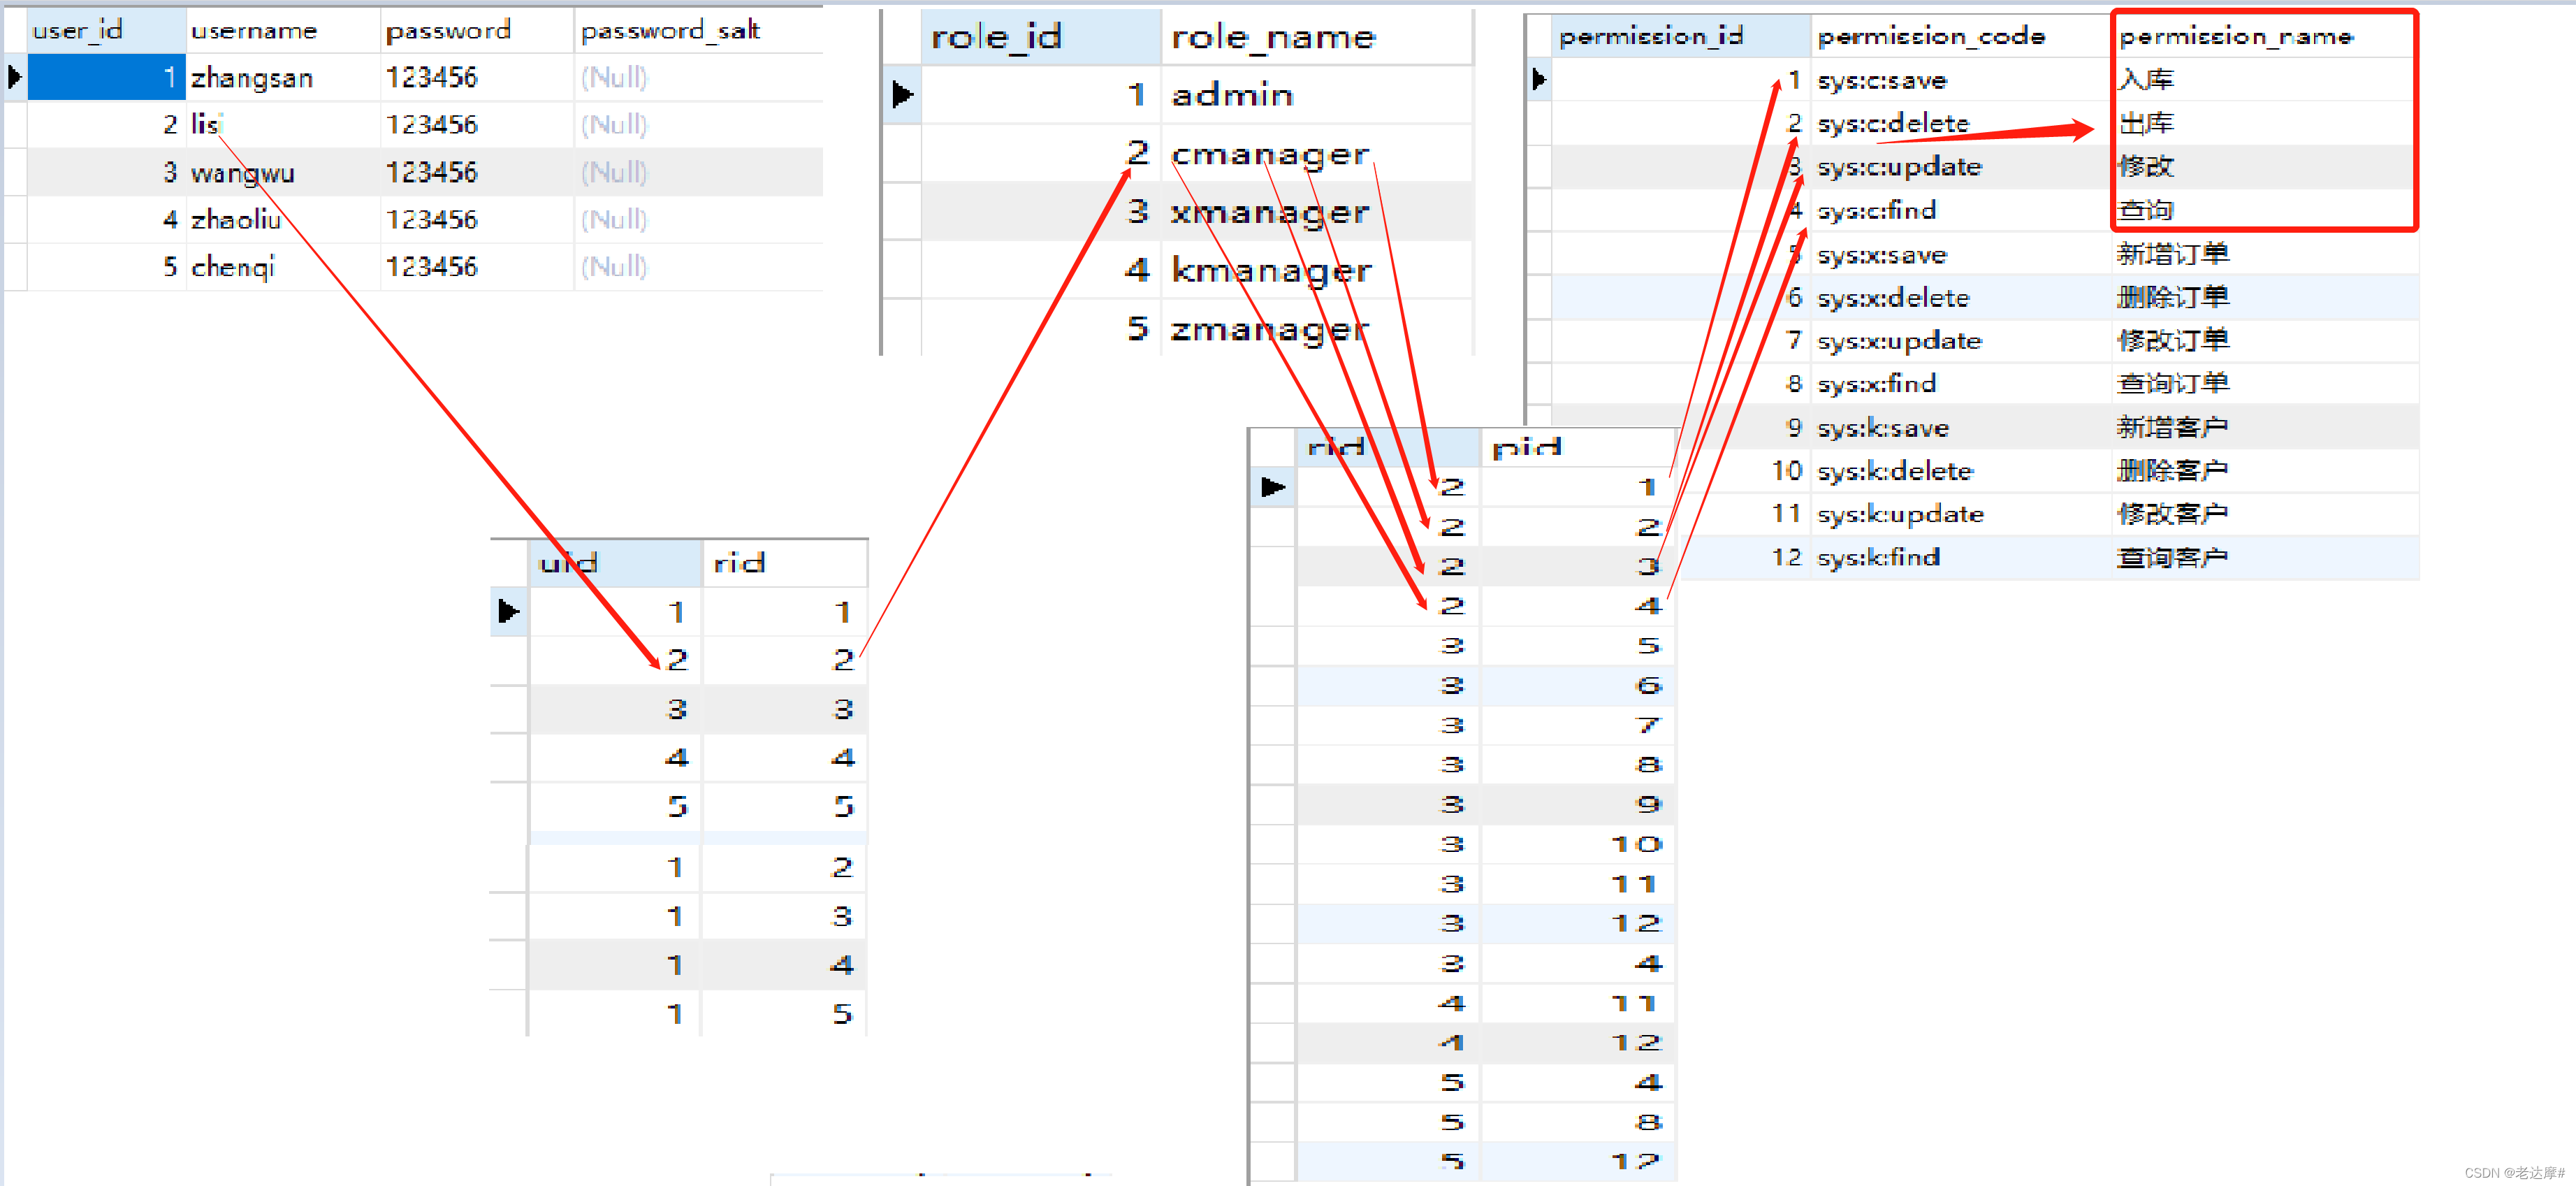 user_id username password password_salt
1 zhangsan 123456 (Null)
2 lisi 123456 (Null)
3 wangwu 123456 (Null)
4 zhaoliu 123456 (Null)
5 chenqi 123456 (Null)
role_id role_name
1 admin
2 cmanager
3 xmanager
4 kmanager
5 zmanager
permission_id permission_code permission_name
1 sys:c:save 入库
2 sys:c:delete 出库
3 sys:c:update 修改
4 sys:c:find 查询
5 sys:x:save 新增订单
6 sys:x:delete 删除订单
7 sys:x:update 修改订单
8 sys:x:find 查询订单
9 sys:k:save 新增客户
10 sys:k:delete 删除客户
11 sys:k:update 修改客户
12 sys:k:find 查询客户
uid rid
1 1
2 2
3 3
4 4
5 5
1 2
1 3
1 4
1 5
rid pid
2 1
2 2
2 3
2 4
3 5
3 6
3 7
3 8
3 9
3 10
3 11
3 12
3 4
4 11
4 12
5 4
5 8
5 12
CSDN @老达摩#